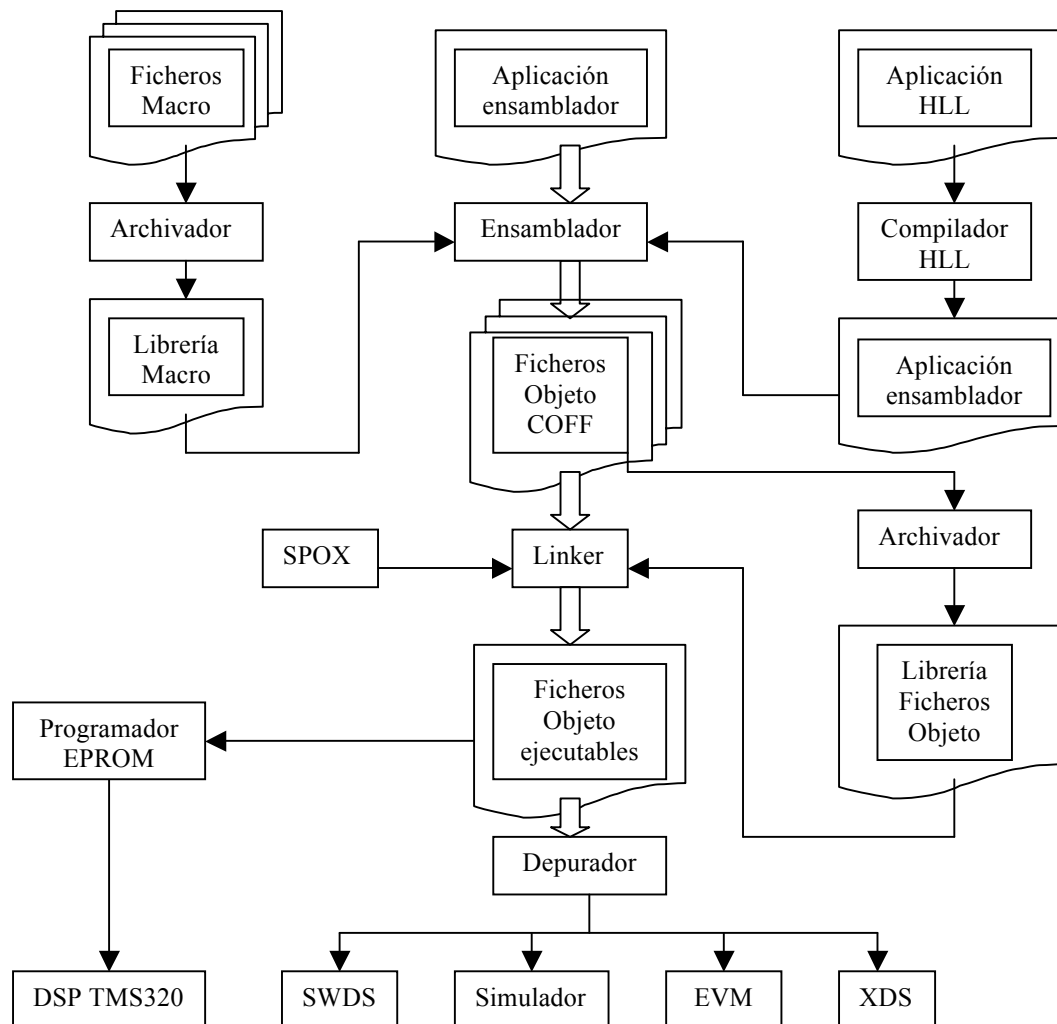 Ficheros
Macro
Aplicación
ensamblador
Aplicación
HLL
Archivador
Ensamblador
Compilador
HLL
Librería
Macro
Ficheros
Objeto
COFF
Aplicación
ensamblador
SPOX
Linker
Archivador
Ficheros
Objeto
ejecutables
Librería
Ficheros
Objeto
Programador
EPROM
Depurador
DSP TMS320
SWDS
Simulador
EVM
XDS